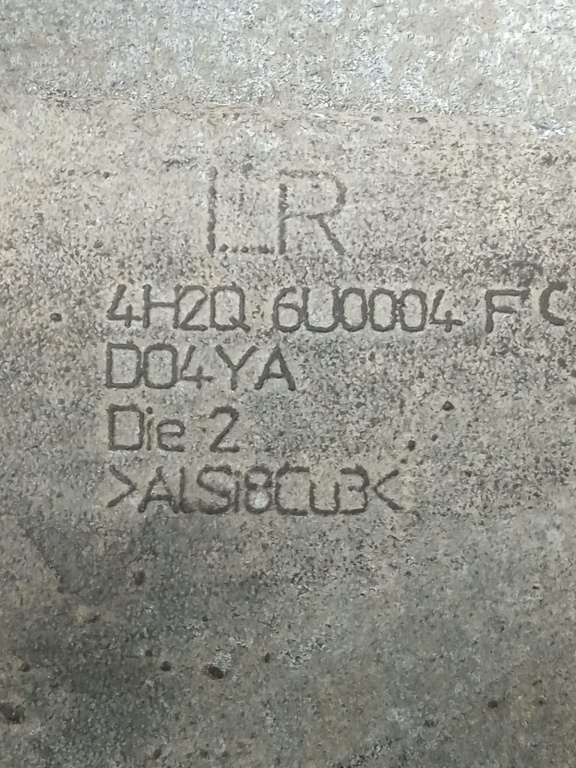 LR
4H2Q 6U0004 FC
D04YA
Die 2
>AlSi8Cu3<